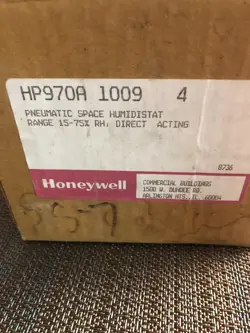 HP970A 1009 4
PNEUMATIC SPACE HUMIDISTAT
RANGE 15-75% RH, DIRECT ACTING
8736
Honeywell
COMMERCIAL BUILDINGS
1500 W. DUNDEE RD.
ARLINGTON HTS., IL. 60004